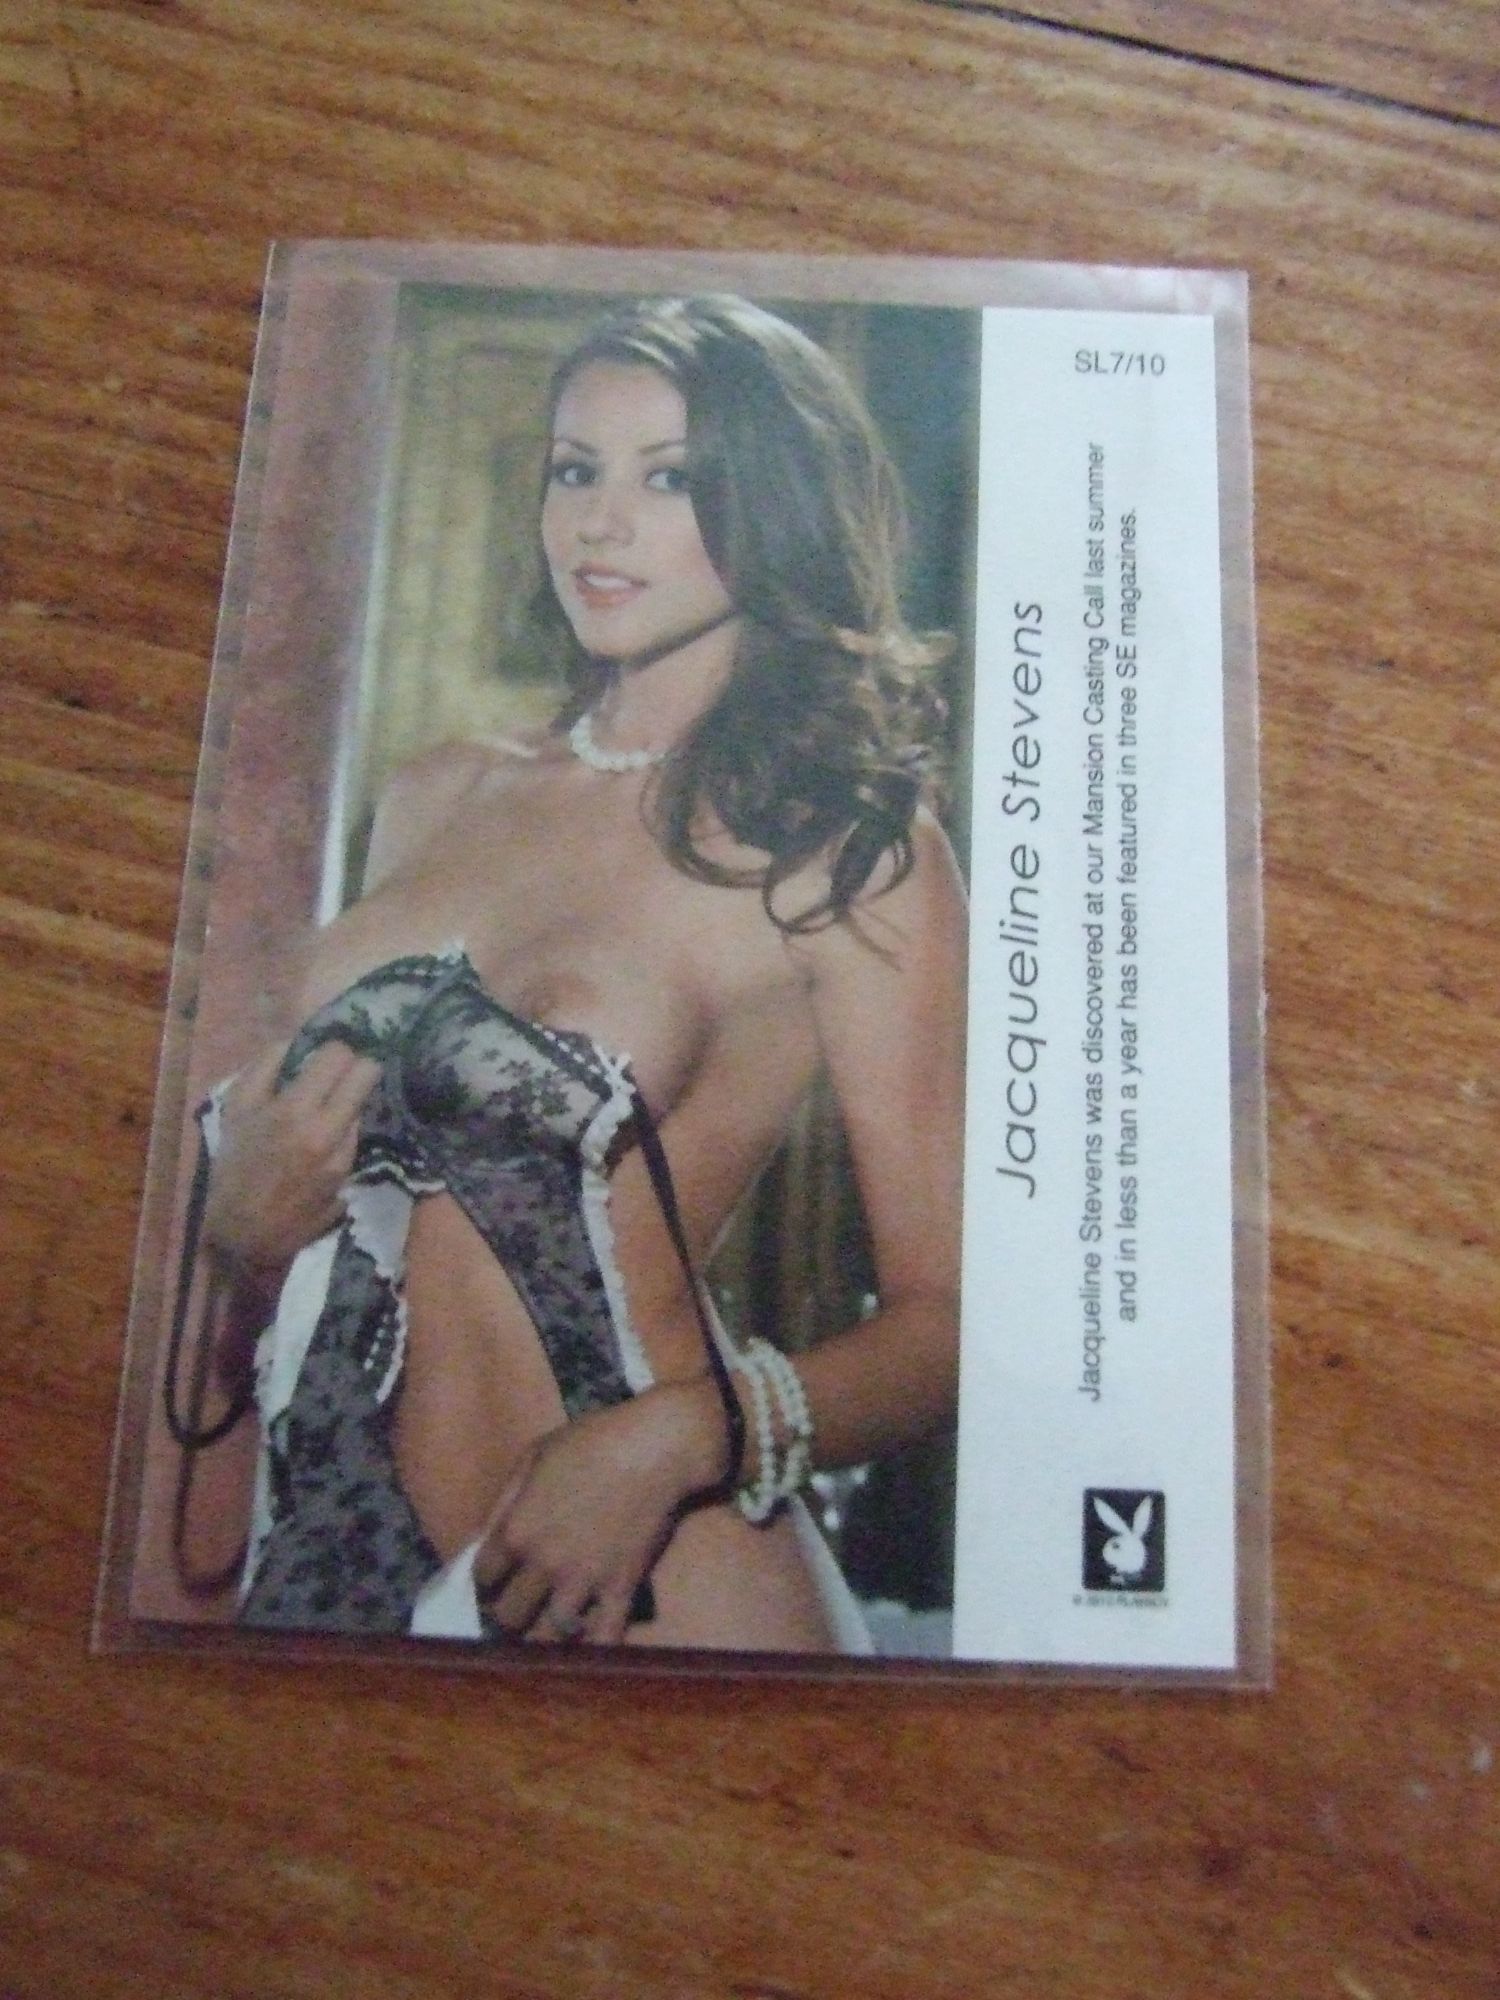 SL7/10
Jacqueline Stevens
Jacqueline Stevens was discovered at our Mansion Casting Call last summer
and in less than a year has been featured in three SE magazines.
PLAYBOY